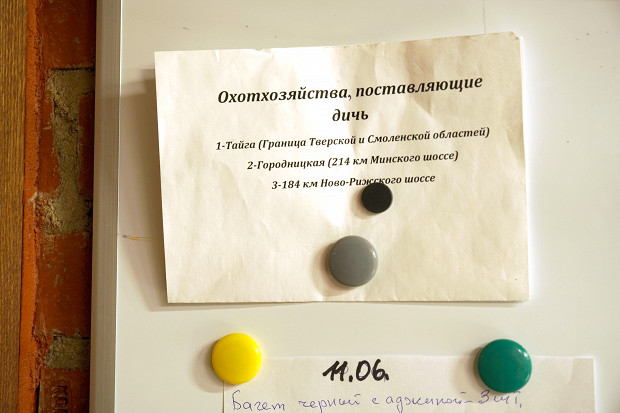 Охотхозяйства, поставляющие
дичь
1-Тайга (Граница Тверской и Смоленской областей)
2-Городницкая (214 км Минского шоссе)
3-184 км Ново-Рижского шоссе
11.06.
Багет черный с аджикой-3шт,